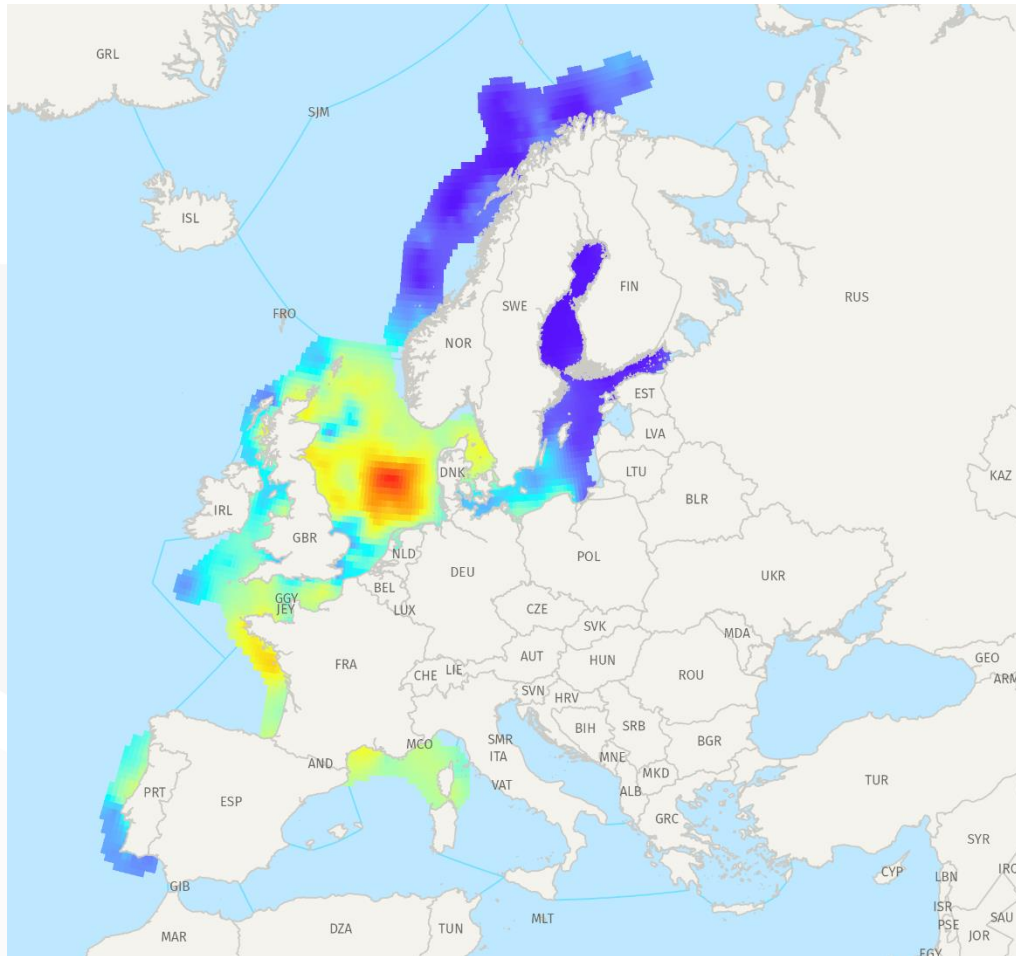 GRL
SJM
ISL
FIN
RUS
SWE
FRO
NOR
EST
LVA
DNK
LTU
KAZ
BLR
IRL
GBR
NLD
POL
DEU
BEL
UKR
GGY
JEY
LUX
CZE
SVK
MDA
FRA
AUT
HUN
GEO
CHE
LIE
ROU
ARM
SVN
HRV
BIH
SRB
SMR
MCO
BGR
ITA
MNE
AND
MKD
TUR
VAT
PRT
ESP
ALB
GRC
SYR
CYP
LBN
IRQ
GIB
ISR
MLT
SAU
PSE
MAR
DZA
TUN
JOR
EGY